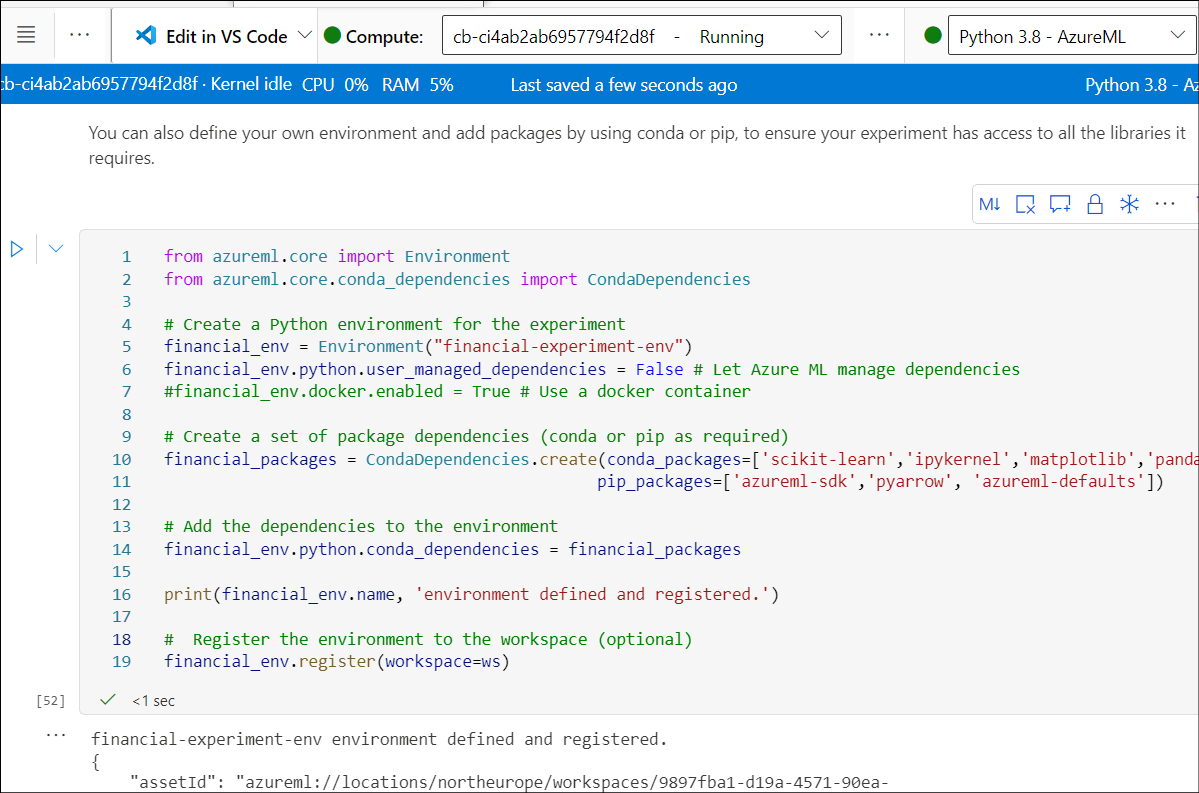 ··· Edit in VS Code Compute: cb-ci4ab2ab6957794f2d8f - Running ··· Python 3.8 - AzureML
cb-ci4ab2ab6957794f2d8f · Kernel idle CPU 0% RAM 5% Last saved a few seconds ago Python 3.8 - Az
You can also define your own environment and add packages by using conda or pip, to ensure your experiment has access to all the libraries it
requires.
M↓ ···
1 from azureml.core import Environment
2 from azureml.core.conda_dependencies import CondaDependencies
3
4 # Create a Python environment for the experiment
5 financial_env = Environment("financial-experiment-env")
6 financial_env.python.user_managed_dependencies = False # Let Azure ML manage dependencies
7 #financial_env.docker.enabled = True # Use a docker container
8
9 # Create a set of package dependencies (conda or pip as required)
10 financial_packages = CondaDependencies.create(conda_packages=['scikit-learn','ipykernel','matplotlib','panda
11 pip_packages=['azureml-sdk','pyarrow', 'azureml-defaults'])
12
13 # Add the dependencies to the environment
14 financial_env.python.conda_dependencies = financial_packages
15
16 print(financial_env.name, 'environment defined and registered.')
17
18 #  Register the environment to the workspace (optional)
19 financial_env.register(workspace=ws)
[52] <1 sec
··· financial-experiment-env environment defined and registered.
{
"assetId": "azureml://locations/northeurope/workspaces/9897fba1-d19a-4571-90ea-